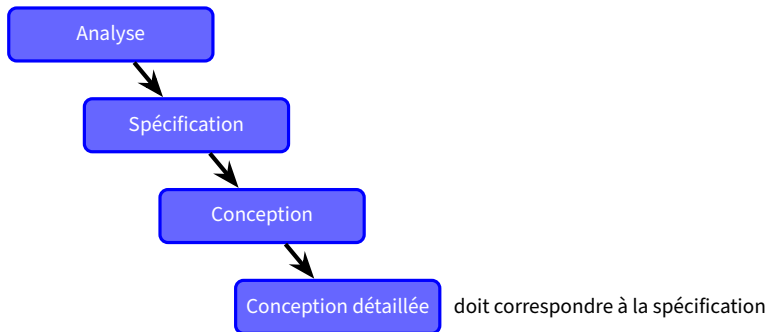 Analyse
Spécification
Conception
Conception détaillée doit correspondre à la spécification